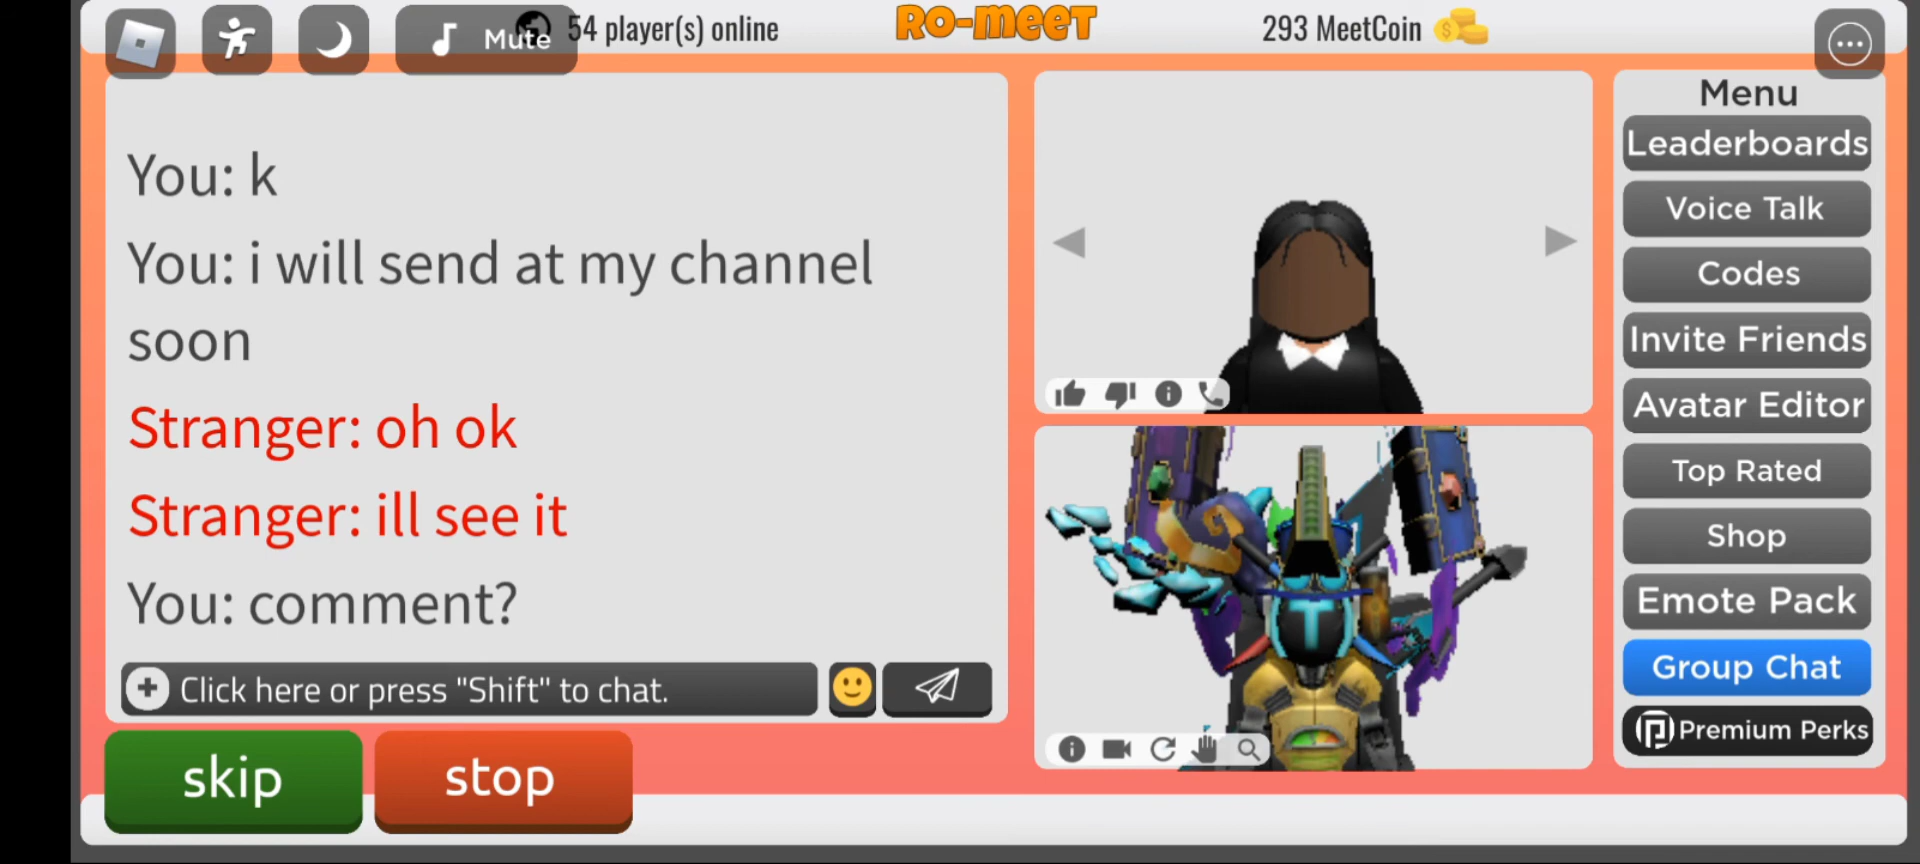 Mute
54 player(s) online
RO-MEET
293 MeetCoin
You: k
You: i will send at my channel
soon
Stranger: oh ok
Stranger: ill see it
You: comment?
Click here or press "Shift" to chat.
skip
stop
T
Menu
Leaderboards
Voice Talk
Codes
Invite Friends
Avatar Editor
Top Rated
Shop
Emote Pack
Group Chat
Premium Perks